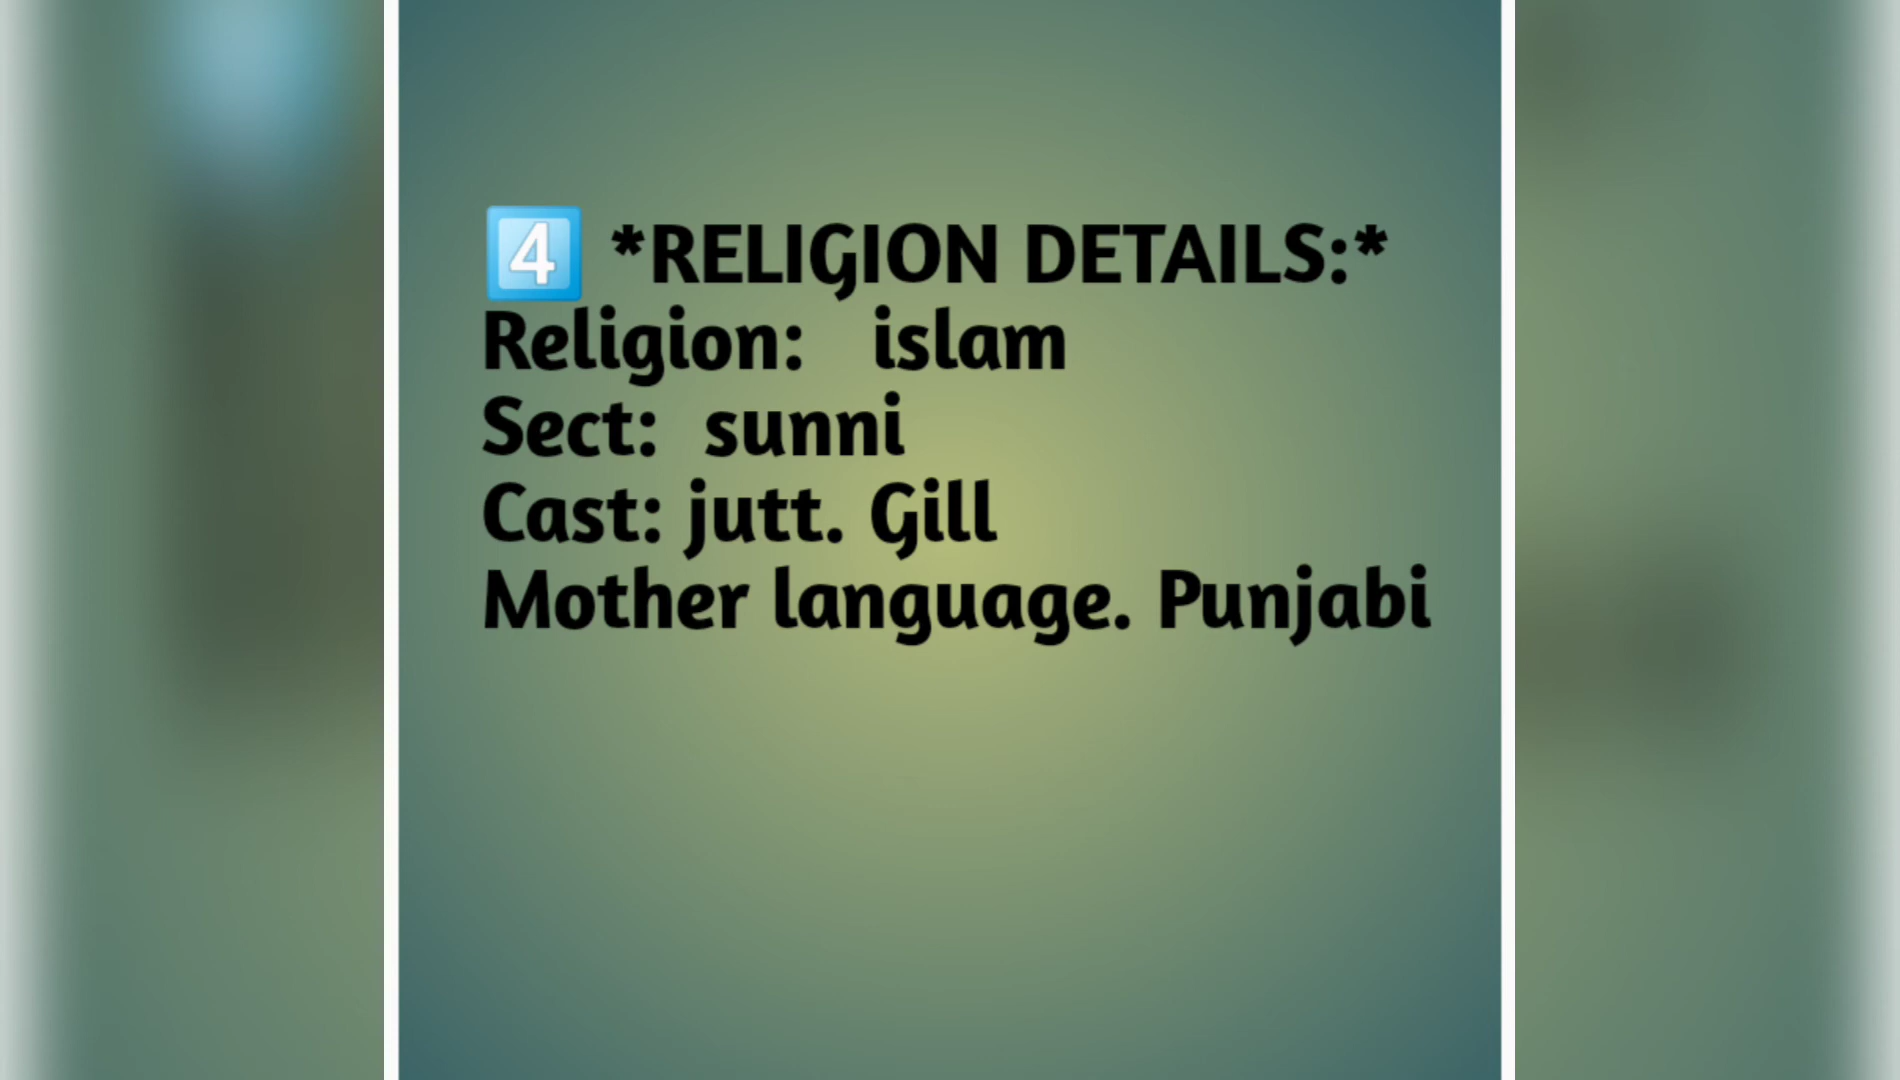 4️⃣ *RELIGION DETAILS:*
Religion: islam
Sect: sunni
Cast: jutt. Gill
Mother language. Punjabi